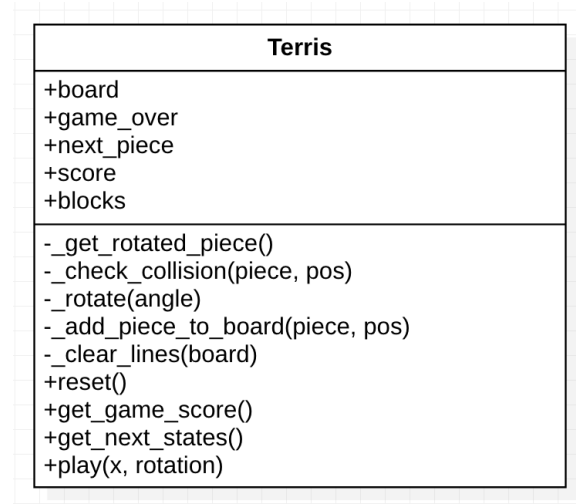 Terris
+board
+game_over
+next_piece
+score
+blocks
-_get_rotated_piece()
-_check_collision(piece, pos)
-_rotate(angle)
-_add_piece_to_board(piece, pos)
-_clear_lines(board)
+reset()
+get_game_score()
+get_next_states()
+play(x, rotation)